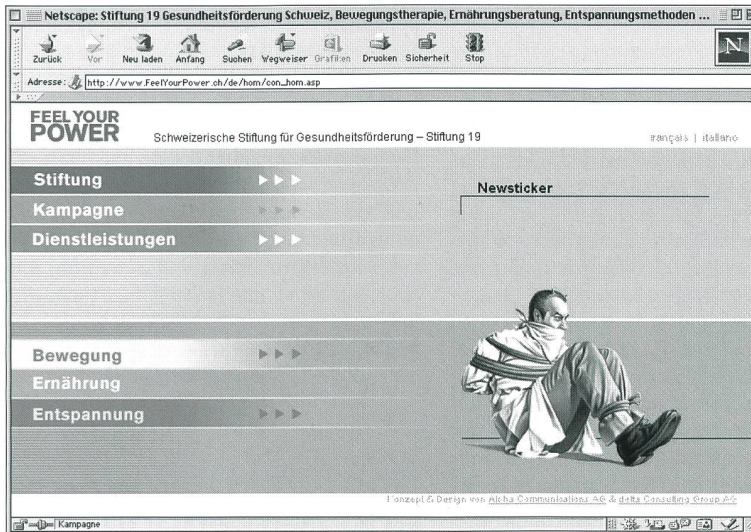 Netscape: Stiftung 19 Gesundheitsförderung Schweiz, Bewegungstherapie, Ernährungsberatung, Entspannungsmethoden ...
Zurück Vor Neu laden Anfang Suchen Wegweiser Grafiken Drucken Sicherheit Stop
N
Adresse: http://www.FeelYourPower.ch/de/hom/con_hom.asp
FEEL YOUR
POWER
Schweizerische Stiftung für Gesundheitsförderung – Stiftung 19
français | italiano
Stiftung
Newsticker
Kampagne
Dienstleistungen
Bewegung
Ernährung
Entspannung
Konzept & Design von Alpha Communications AG & delta Consulting Group AG
Kampagne